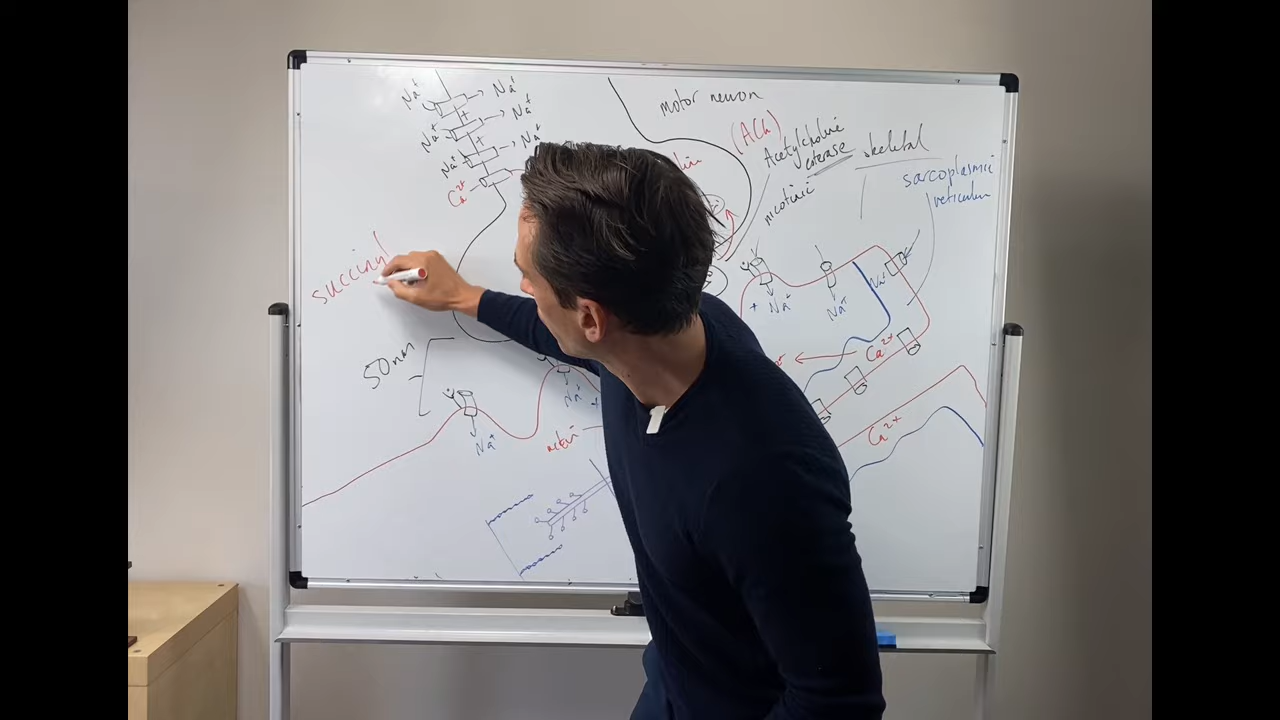 Na⁺
Na⁺
Na⁺
Na⁺
Na⁺
Na⁺
Ca²⁺
motor neuron
(ACh)
Acetylcholine
esterase
nicotinic
skeletal
sarcoplasmic
reticulum
succinyl
50nm
Na⁺
Na⁺
+ Na⁺
Na⁺
Na⁺
Ca²⁺
Ca²⁺
actin